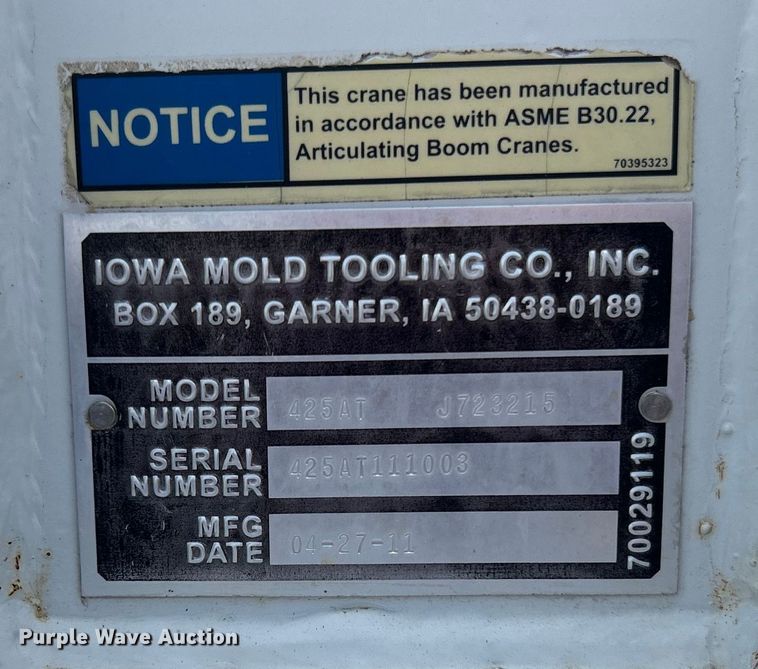 NOTICE
This crane has been manufactured
in accordance with ASME B30.22,
Articulating Boom Cranes.
70395323
IOWA MOLD TOOLING CO., INC.
BOX 189, GARNER, IA 50438-0189
MODEL
NUMBER
425AT J723215
SERIAL
NUMBER
425AT111003
MFG
DATE
04-27-11
70029119
Purple Wave Auction